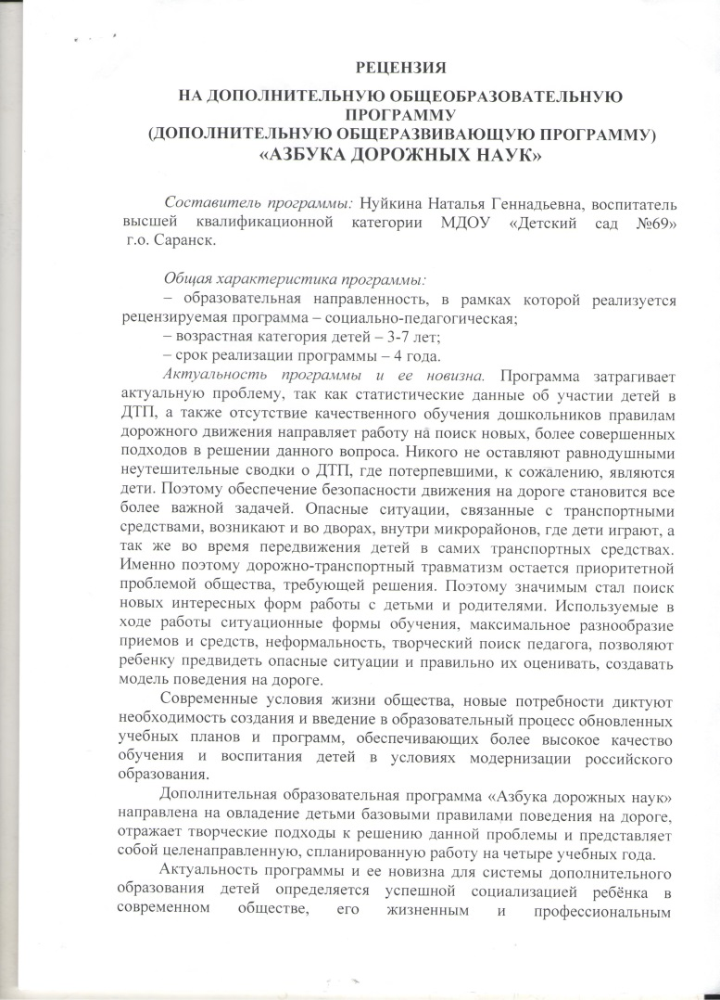 РЕЦЕНЗИЯ
НА ДОПОЛНИТЕЛЬНУЮ ОБЩЕОБРАЗОВАТЕЛЬНУЮ
ПРОГРАММУ
(ДОПОЛНИТЕЛЬНУЮ ОБЩЕРАЗВИВАЮЩУЮ ПРОГРАММУ)
«АЗБУКА ДОРОЖНЫХ НАУК»
Составитель программы: Нуйкина Наталья Геннадьевна, воспитатель
высшей квалификационной категории МДОУ «Детский сад №69»
г.о. Саранск.
Общая характеристика программы:
– образовательная направленность, в рамках которой реализуется
рецензируемая программа – социально-педагогическая;
– возрастная категория детей – 3-7 лет;
– срок реализации программы – 4 года.
Актуальность программы и ее новизна. Программа затрагивает
актуальную проблему, так как статистические данные об участии детей в
ДТП, а также отсутствие качественного обучения дошкольников правилам
дорожного движения направляет работу на поиск новых, более совершенных
подходов в решении данного вопроса. Никого не оставляют равнодушными
неутешительные сводки о ДТП, где потерпевшими, к сожалению, являются
дети. Поэтому обеспечение безопасности движения на дороге становится все
более важной задачей. Опасные ситуации, связанные с транспортными
средствами, возникают и во дворах, внутри микрорайонов, где дети играют, а
так же во время передвижения детей в самих транспортных средствах.
Именно поэтому дорожно-транспортный травматизм остается приоритетной
проблемой общества, требующей решения. Поэтому значимым стал поиск
новых интересных форм работы с детьми и родителями. Используемые в
ходе работы ситуационные формы обучения, максимальное разнообразие
приемов и средств, неформальность, творческий поиск педагога, позволяют
ребенку предвидеть опасные ситуации и правильно их оценивать, создавать
модель поведения на дороге.
Современные условия жизни общества, новые потребности диктуют
необходимость создания и введение в образовательный процесс обновленных
учебных планов и программ, обеспечивающих более высокое качество
обучения и воспитания детей в условиях модернизации российского
образования.
Дополнительная образовательная программа «Азбука дорожных наук»
направлена на овладение детьми базовыми правилами поведения на дороге,
отражает творческие подходы к решению данной проблемы и представляет
собой целенаправленную, спланированную работу на четыре учебных года.
Актуальность программы и ее новизна для системы дополнительного
образования детей определяется успешной социализацией ребёнка в
современном обществе, его жизненным и профессиональным